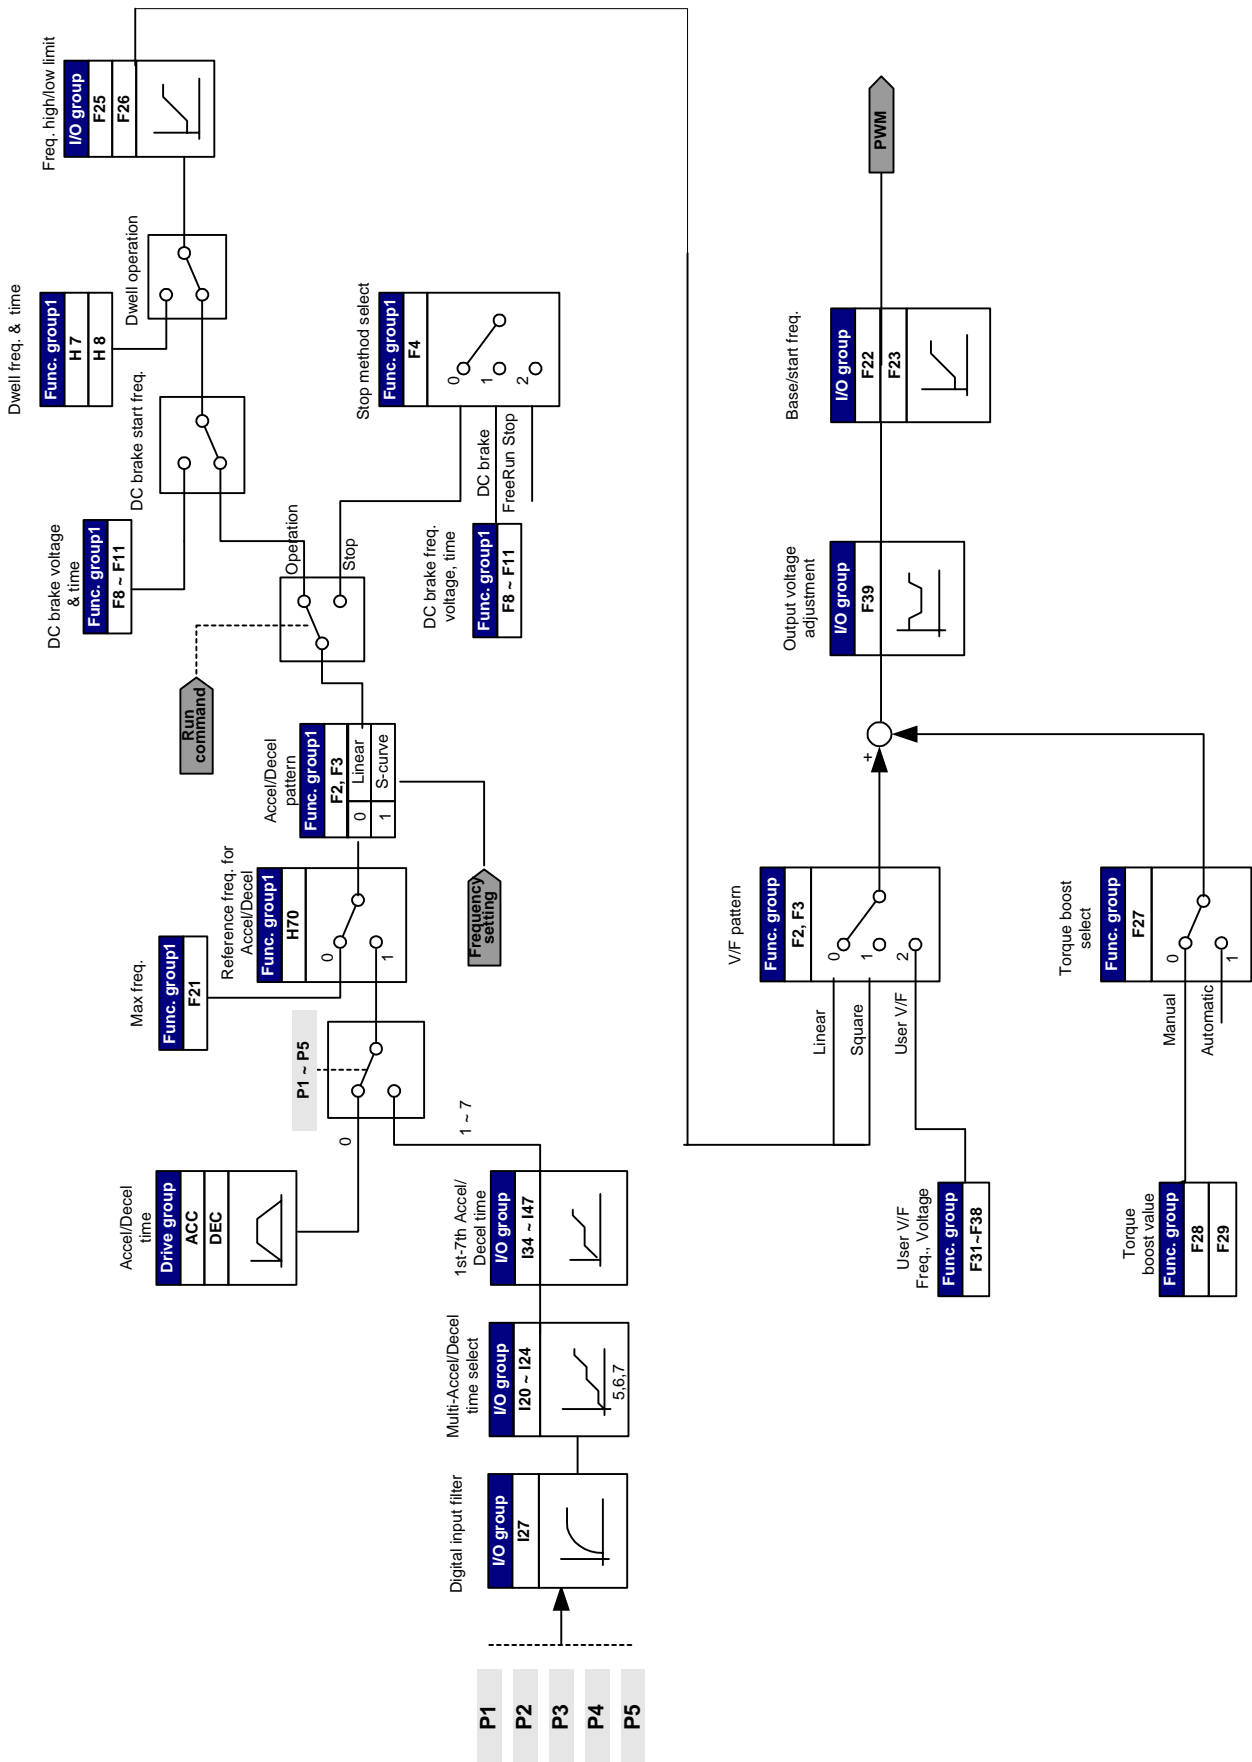 P1
P2
P3
P4
P5
Digital input filter
I/O group
I27
Multi-Accel/Decel
time select
I/O group
I20 ~ I24
5,6,7
1st-7th Accel/
Decel time
I/O group
I34 ~ I47
Accel/Decel
time
Drive group
ACC
DEC
0
1 ~ 7
P1 ~ P5
Max freq.
Func. group1
F21
Reference freq. for
Accel/Decel
Func. group1
H70
0
1
Frequency
setting
Accel/Decel
pattern
Func. group1
F2, F3
0
Linear
1
S-curve
Run
command
Operation
Stop
DC brake voltage
& time
Func. group1
F8 ~ F11
DC brake start freq.
DC brake freq.
voltage, time
Func. group1
F8 ~ F11
DC brake
FreeRun Stop
Stop method select
Func. group1
F4
0
1
2
Dwell freq. & time
Func. group1
H 7
H 8
Dwell operation
Freq. high/low limit
I/O group
F25
F26
User V/F
Freq., Voltage
Func. group
F31~F38
Linear
Square
User V/F
V/F pattern
Func. group
F2, F3
0
1
2
+
Torque
boost value
Func. group
F28
F29
Manual
Automatic
Torque boost
select
Func. group
F27
0
1
Output voltage
adjustment
I/O group
F39
Base/start freq.
I/O group
F22
F23
PWM